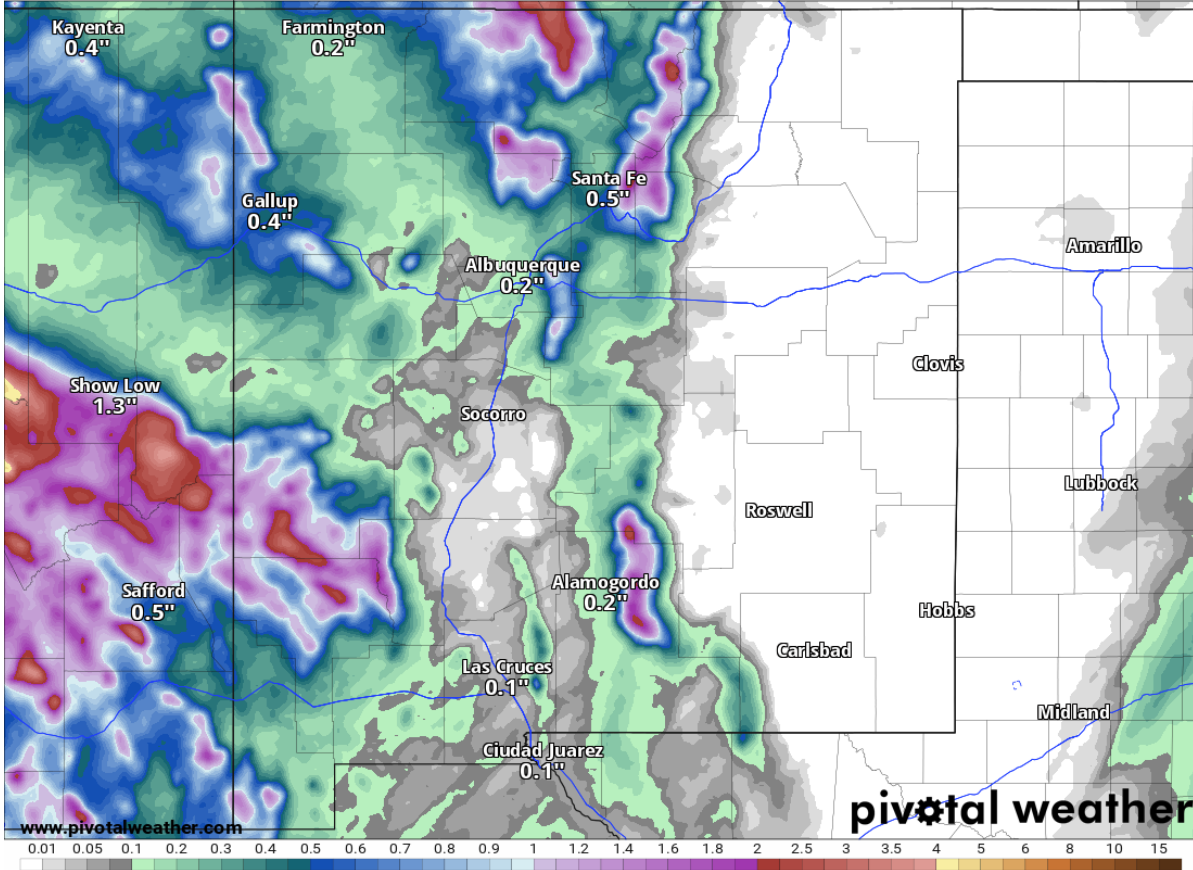 Kayenta
0.4"
Farmington
0.2"
Santa Fe
0.5"
Gallup
0.4"
Albuquerque
0.2"
Amarillo
Clovis
Show Low
1.3"
Socorro
Lubbock
Roswell
Safford
0.5"
Alamogordo
0.2"
Hobbs
Carlsbad
Las Cruces
0.1"
Midland
Ciudad Juarez
0.1"
pivotal weather
www.pivotalweather.com
0.01 0.05 0.1 0.2 0.3 0.4 0.5 0.6 0.7 0.8 0.9 1 1.2 1.4 1.6 1.8 2 2.5 3 3.5 4 5 6 8 10 15